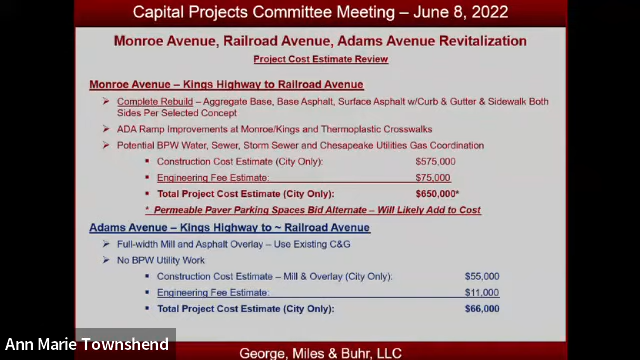 Capital Projects Committee Meeting – June 8, 2022
Monroe Avenue, Railroad Avenue, Adams Avenue Revitalization
Project Cost Estimate Review
Monroe Avenue – Kings Highway to Railroad Avenue
Complete Rebuild – Aggregate Base, Base Asphalt, Surface Asphalt w/Curb & Gutter & Sidewalk Both
Sides Per Selected Concept
ADA Ramp Improvements at Monroe/Kings and Thermoplastic Crosswalks
Potential BPW Water, Sewer, Storm Sewer and Chesapeake Utilities Gas Coordination
Construction Cost Estimate (City Only): $575,000
Engineering Fee Estimate: $75,000
Total Project Cost Estimate (City Only): $650,000*
* Permeable Paver Parking Spaces Bid Alternate – Will Likely Add to Cost
Adams Avenue – Kings Highway to ~ Railroad Avenue
Full-width Mill and Asphalt Overlay – Use Existing C&G
No BPW Utility Work
Construction Cost Estimate – Mill & Overlay (City Only): $55,000
Engineering Fee Estimate: $11,000
Total Project Cost Estimate (City Only): $66,000
Ann Marie Townshend
George, Miles & Buhr, LLC